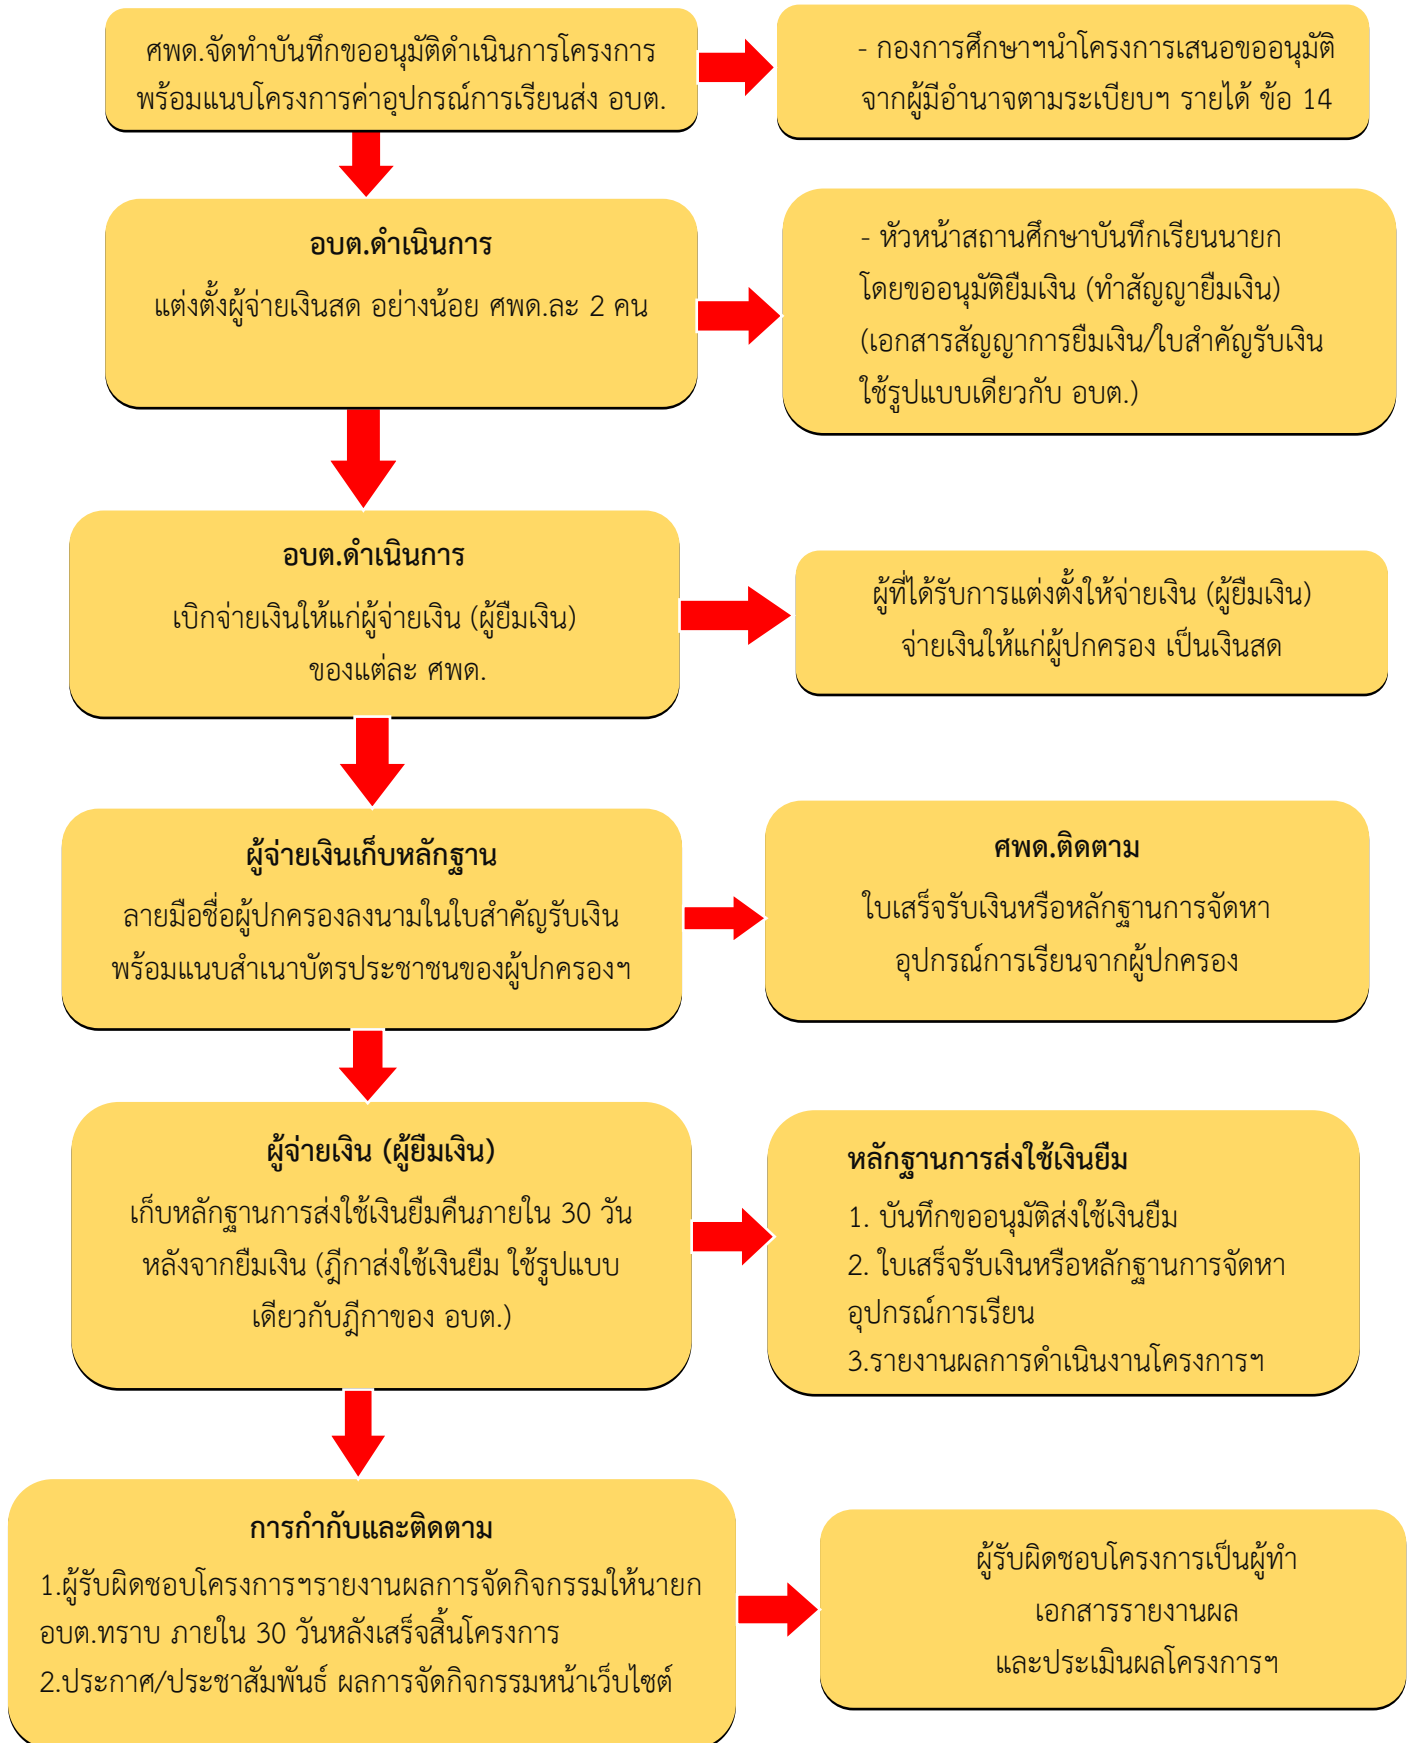 ศพด.จัดทำบันทึกขออนุมัติดำเนินการโครงการ
พร้อมแนบโครงการค่าอุปกรณ์การเรียนส่ง อบต.
- กองการศึกษาฯนำโครงการเสนอขออนุมัติ
จากผู้มีอำนาจตามระเบียบฯ รายได้ ข้อ 14
อบต.ดำเนินการ
แต่งตั้งผู้จ่ายเงินสด อย่างน้อย ศพด.ละ 2 คน
- หัวหน้าสถานศึกษาบันทึกเรียนนายก
โดยขออนุมัติยืมเงิน (ทำสัญญายืมเงิน)
(เอกสารสัญญาการยืมเงิน/ใบสำคัญรับเงิน
ใช้รูปแบบเดียวกับ อบต.)
อบต.ดำเนินการ
เบิกจ่ายเงินให้แก่ผู้จ่ายเงิน (ผู้ยืมเงิน)
ของแต่ละ ศพด.
ผู้ที่ได้รับการแต่งตั้งให้จ่ายเงิน (ผู้ยืมเงิน)
จ่ายเงินให้แก่ผู้ปกครอง เป็นเงินสด
ผู้จ่ายเงินเก็บหลักฐาน
ลายมือชื่อผู้ปกครองลงนามในใบสำคัญรับเงิน
พร้อมแนบสำเนาบัตรประชาชนของผู้ปกครองฯ
ศพด.ติดตาม
ใบเสร็จรับเงินหรือหลักฐานการจัดหา
อุปกรณ์การเรียนจากผู้ปกครอง
ผู้จ่ายเงิน (ผู้ยืมเงิน)
เก็บหลักฐานการส่งใช้เงินยืมคืนภายใน 30 วัน
หลังจากยืมเงิน (ฎีกาส่งใช้เงินยืม ใช้รูปแบบ
เดียวกับฎีกาของ อบต.)
หลักฐานการส่งใช้เงินยืม
1. บันทึกขออนุมัติส่งใช้เงินยืม
2. ใบเสร็จรับเงินหรือหลักฐานการจัดหา
อุปกรณ์การเรียน
3.รายงานผลการดำเนินงานโครงการฯ
การกำกับและติดตาม
1.ผู้รับผิดชอบโครงการฯรายงานผลการจัดกิจกรรมให้นายก
อบต.ทราบ ภายใน 30 วันหลังเสร็จสิ้นโครงการ
2.ประกาศ/ประชาสัมพันธ์ ผลการจัดกิจกรรมหน้าเว็บไซต์
ผู้รับผิดชอบโครงการเป็นผู้ทำ
เอกสารรายงานผล
และประเมินผลโครงการฯ